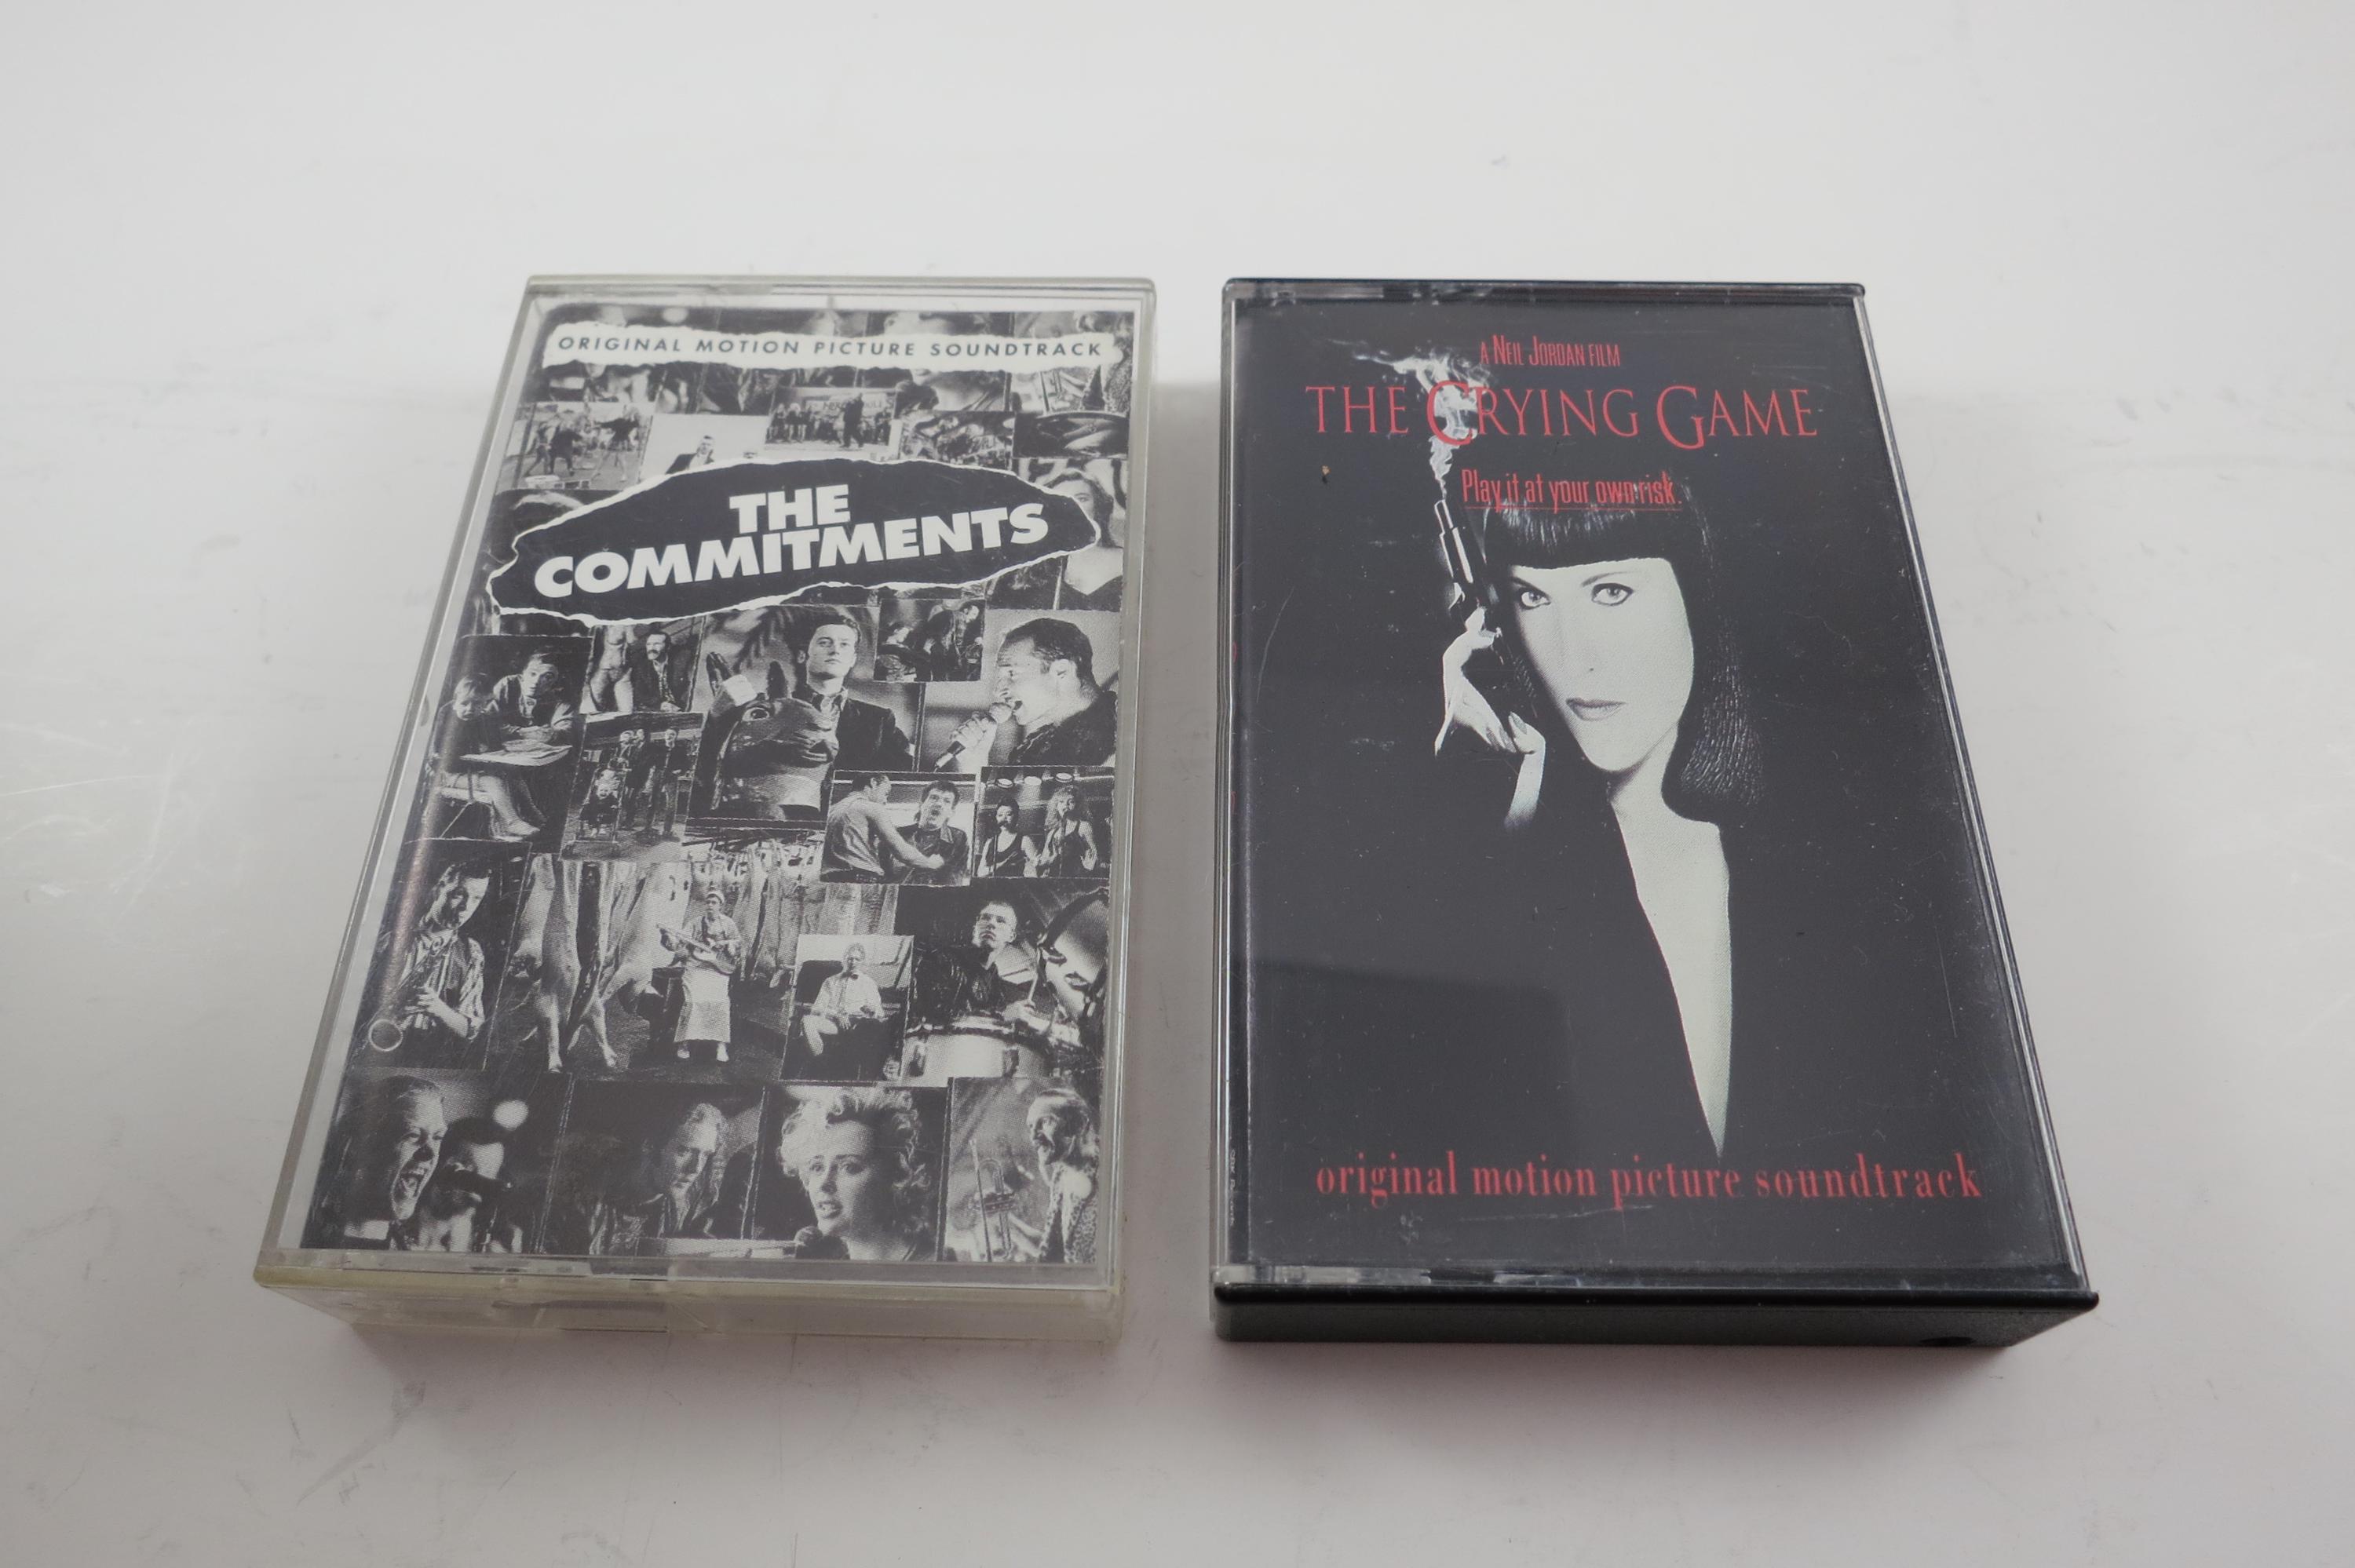 ORIGINAL MOTION PICTURE SOUNDTRACK
THE
COMMITMENTS
A NEIL JORDAN FILM
THE CRYING GAME
Play it at your own risk.
original motion picture soundtrack